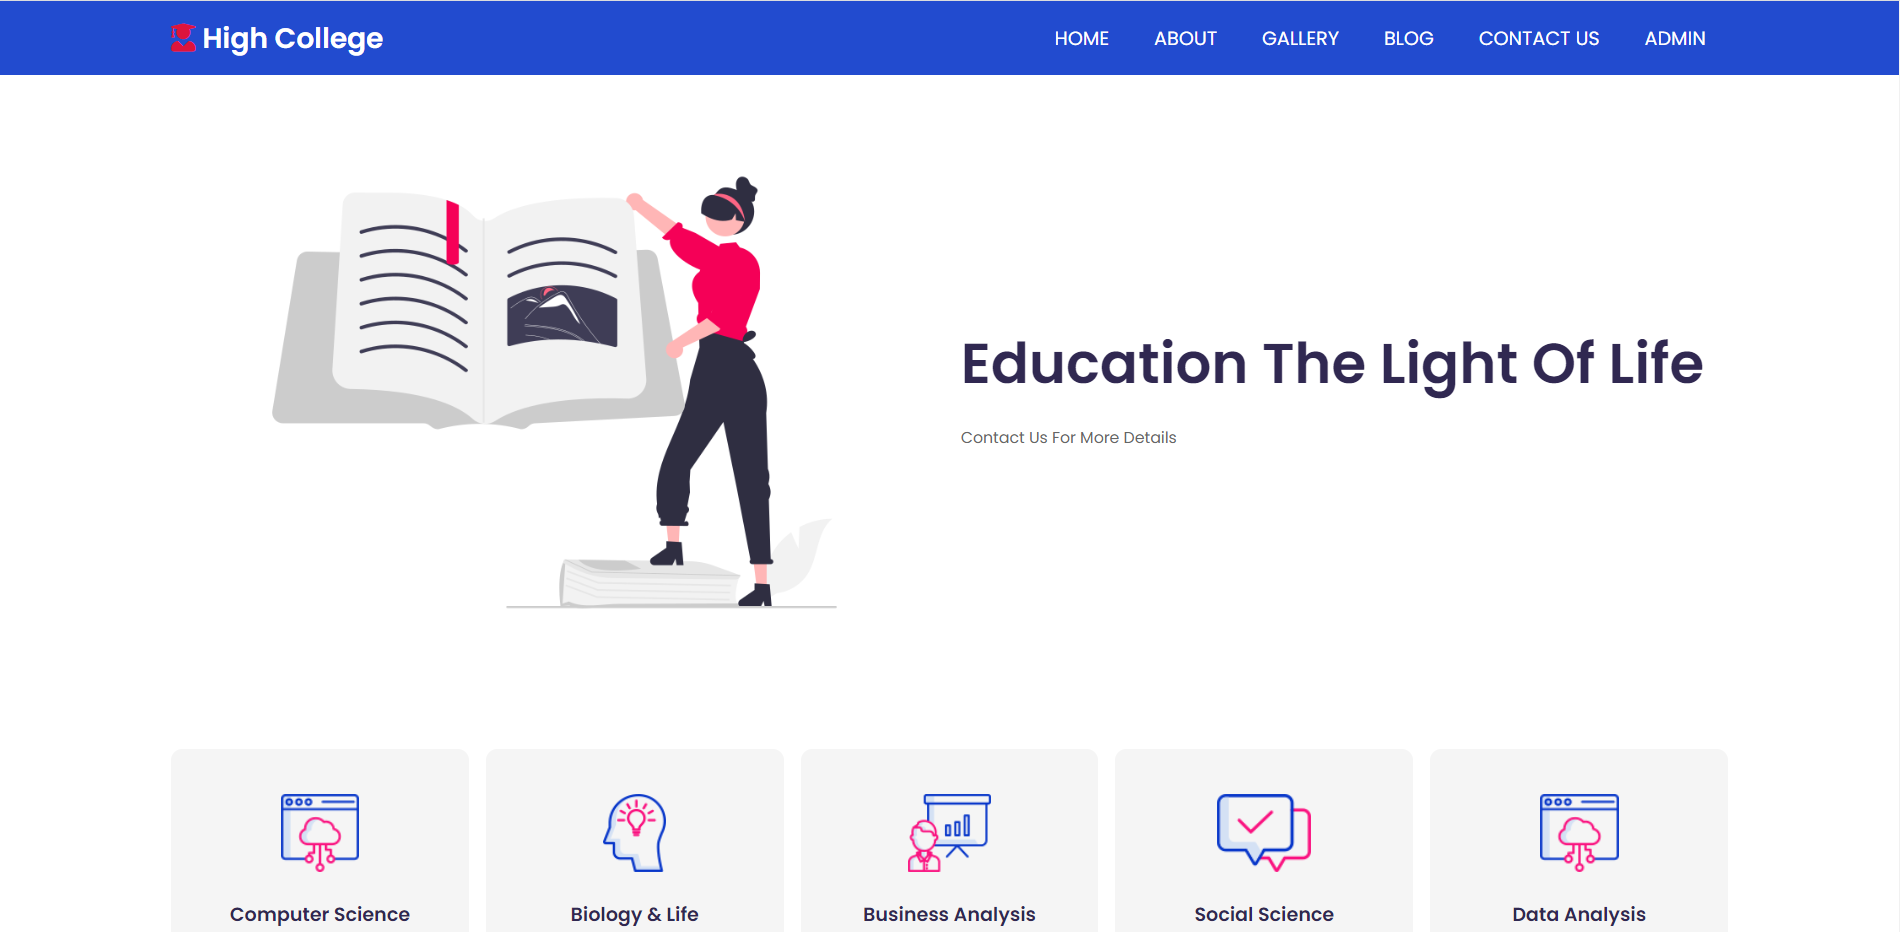 High College
HOME ABOUT GALLERY BLOG CONTACT US ADMIN
Education The Light Of Life
Contact Us For More Details
Computer Science
Biology & Life
Business Analysis
Social Science
Data Analysis